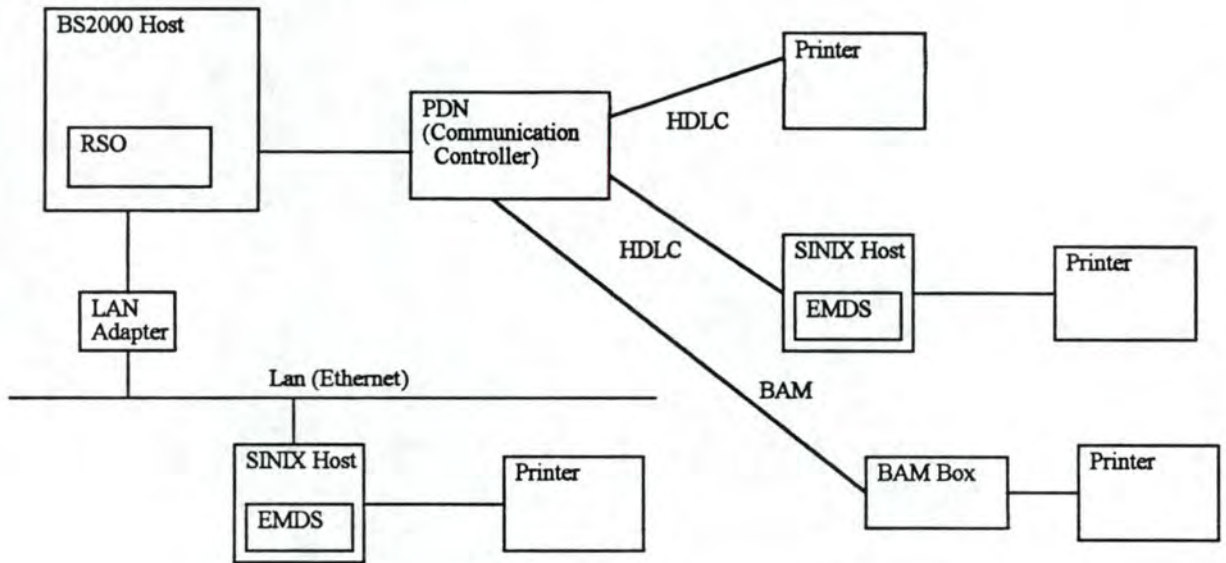 BS2000 Host
RSO
PDN
(Communication
Controller)
HDLC
Printer
HDLC
SINIX Host
EMDS
Printer
LAN
Adapter
Lan (Ethernet)
BAM
SINIX Host
EMDS
Printer
BAM Box
Printer